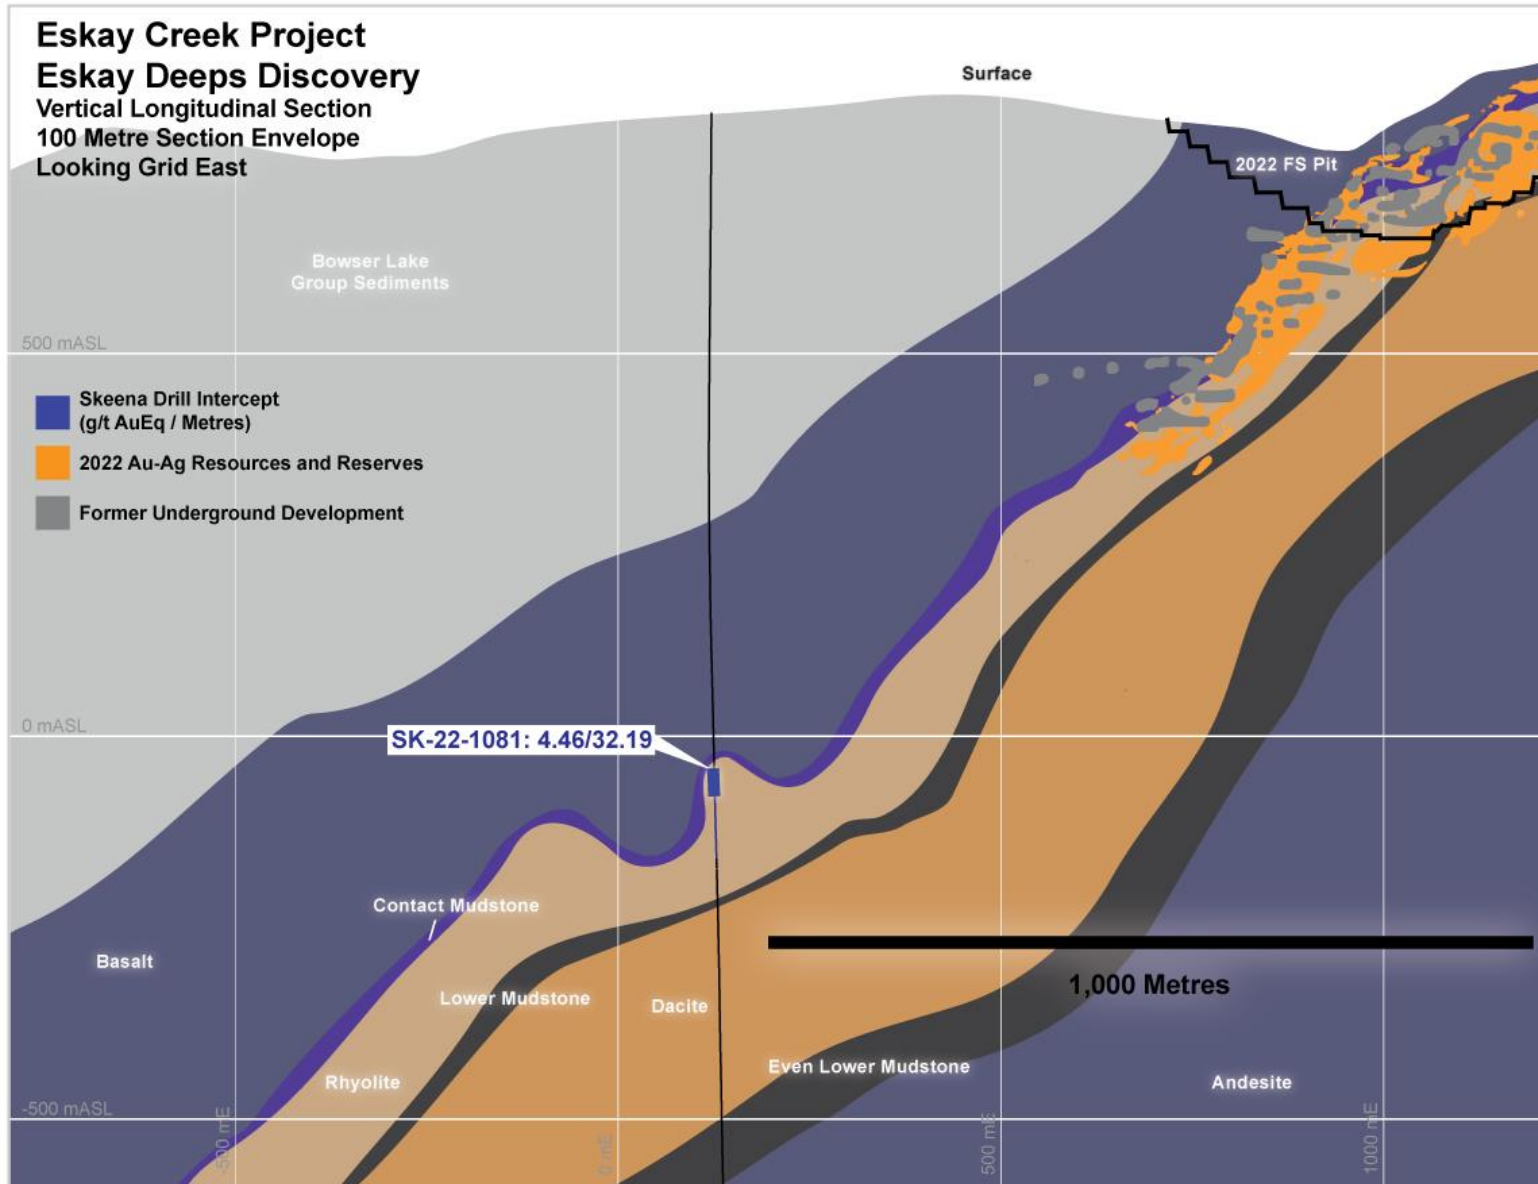 Eskay Creek Project
Eskay Deeps Discovery
Vertical Longitudinal Section
100 Metre Section Envelope
Looking Grid East
Surface
2022 FS Pit
Bowser Lake
Group Sediments
500 mASL
Skeena Drill Intercept
(g/t AuEq / Metres)
2022 Au-Ag Resources and Reserves
Former Underground Development
0 mASL
SK-22-1081: 4.46/32.19
Contact Mudstone
Basalt
Lower Mudstone
Dacite
1,000 Metres
Even Lower Mudstone
Rhyolite
Andesite
-500 mASL
-500 mE
0 mE
500 mE
1000 mE